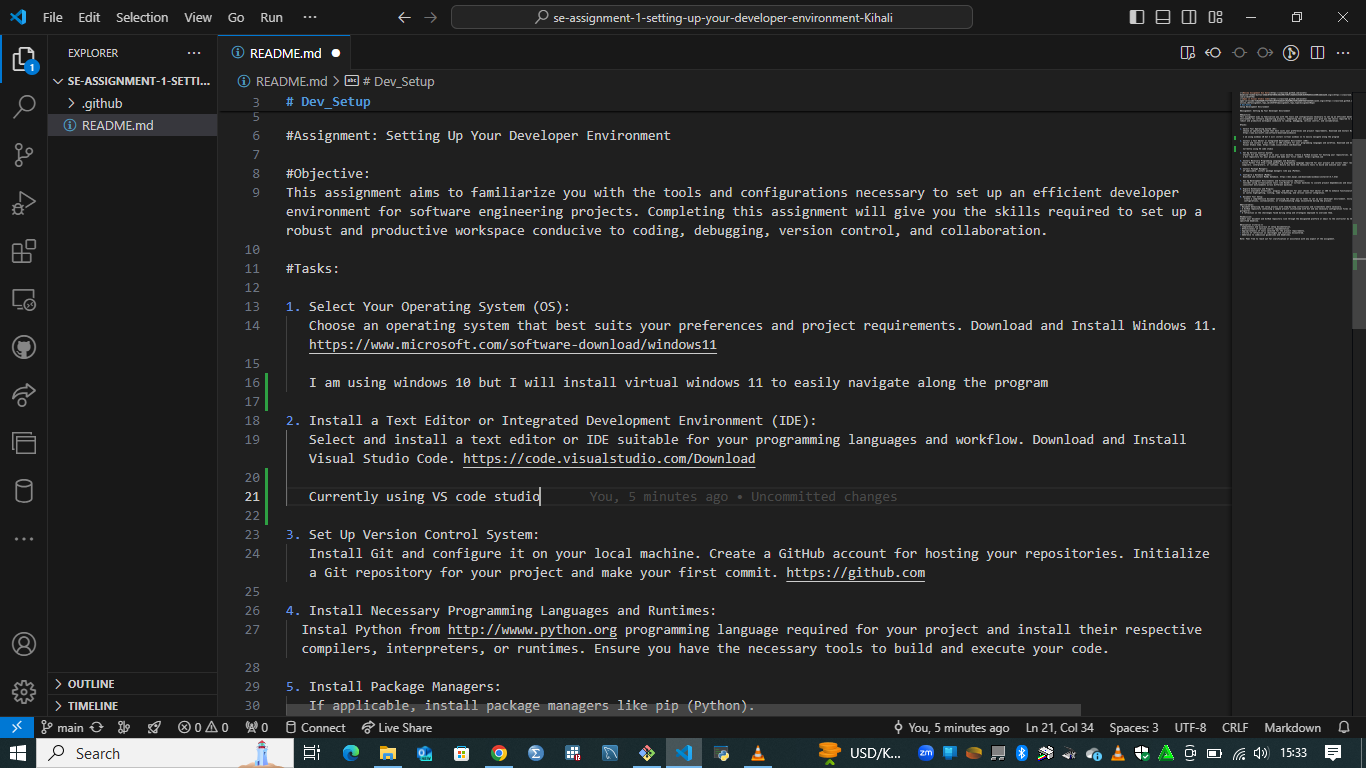 File Edit Selection View Go Run ···
se-assignment-1-setting-up-your-developer-environment-Kihali
EXPLORER
SE-ASSIGNMENT-1-SETTI...
.github
README.md
1
OUTLINE
TIMELINE
README.md
README.md > # Dev_Setup
3 # Dev_Setup
5
6 #Assignment: Setting Up Your Developer Environment
7
8 #Objective:
9 This assignment aims to familiarize you with the tools and configurations necessary to set up an efficient developer
environment for software engineering projects. Completing this assignment will give you the skills required to set up a
robust and productive workspace conducive to coding, debugging, version control, and collaboration.
10
11 #Tasks:
12
13 1. Select Your Operating System (OS):
14 Choose an operating system that best suits your preferences and project requirements. Download and Install Windows 11.
https://www.microsoft.com/software-download/windows11
15
16 I am using windows 10 but I will install virtual windows 11 to easily navigate along the program
17
18 2. Install a Text Editor or Integrated Development Environment (IDE):
19 Select and install a text editor or IDE suitable for your programming languages and workflow. Download and Install
Visual Studio Code. https://code.visualstudio.com/Download
20
21 Currently using VS code studio You, 5 minutes ago • Uncommitted changes
22
23 3. Set Up Version Control System:
24 Install Git and configure it on your local machine. Create a GitHub account for hosting your repositories. Initialize
a Git repository for your project and make your first commit. https://github.com
25
26 4. Install Necessary Programming Languages and Runtimes:
27 Instal Python from http://wwww.python.org programming language required for your project and install their respective
compilers, interpreters, or runtimes. Ensure you have the necessary tools to build and execute your code.
28
29 5. Install Package Managers:
30 If applicable, install package managers like pip (Python).
main 0 0 0 Connect Live Share You, 5 minutes ago Ln 21, Col 34 Spaces: 3 UTF-8 CRLF Markdown
Search USD/K... zm 15:33